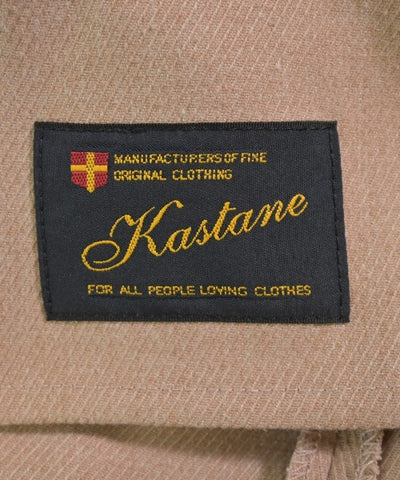 MANUFACTURERS OF FINE
ORIGINAL CLOTHING
Kastane
FOR ALL PEOPLE LOVING CLOTHES